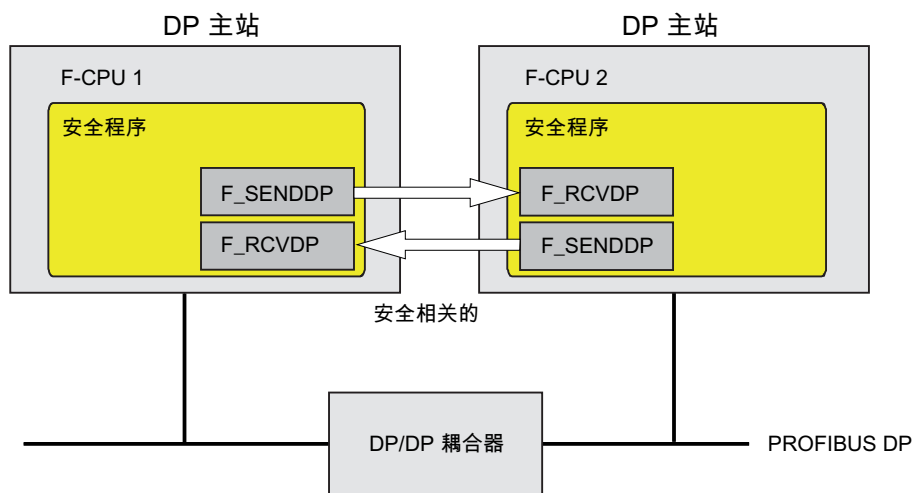 DP 主站
DP 主站
F-CPU 1
F-CPU 2
安全程序
安全程序
F_SENDDP
F_RCVDP
F_RCVDP
F_SENDDP
安全相关的
DP/DP 耦合器
PROFIBUS DP